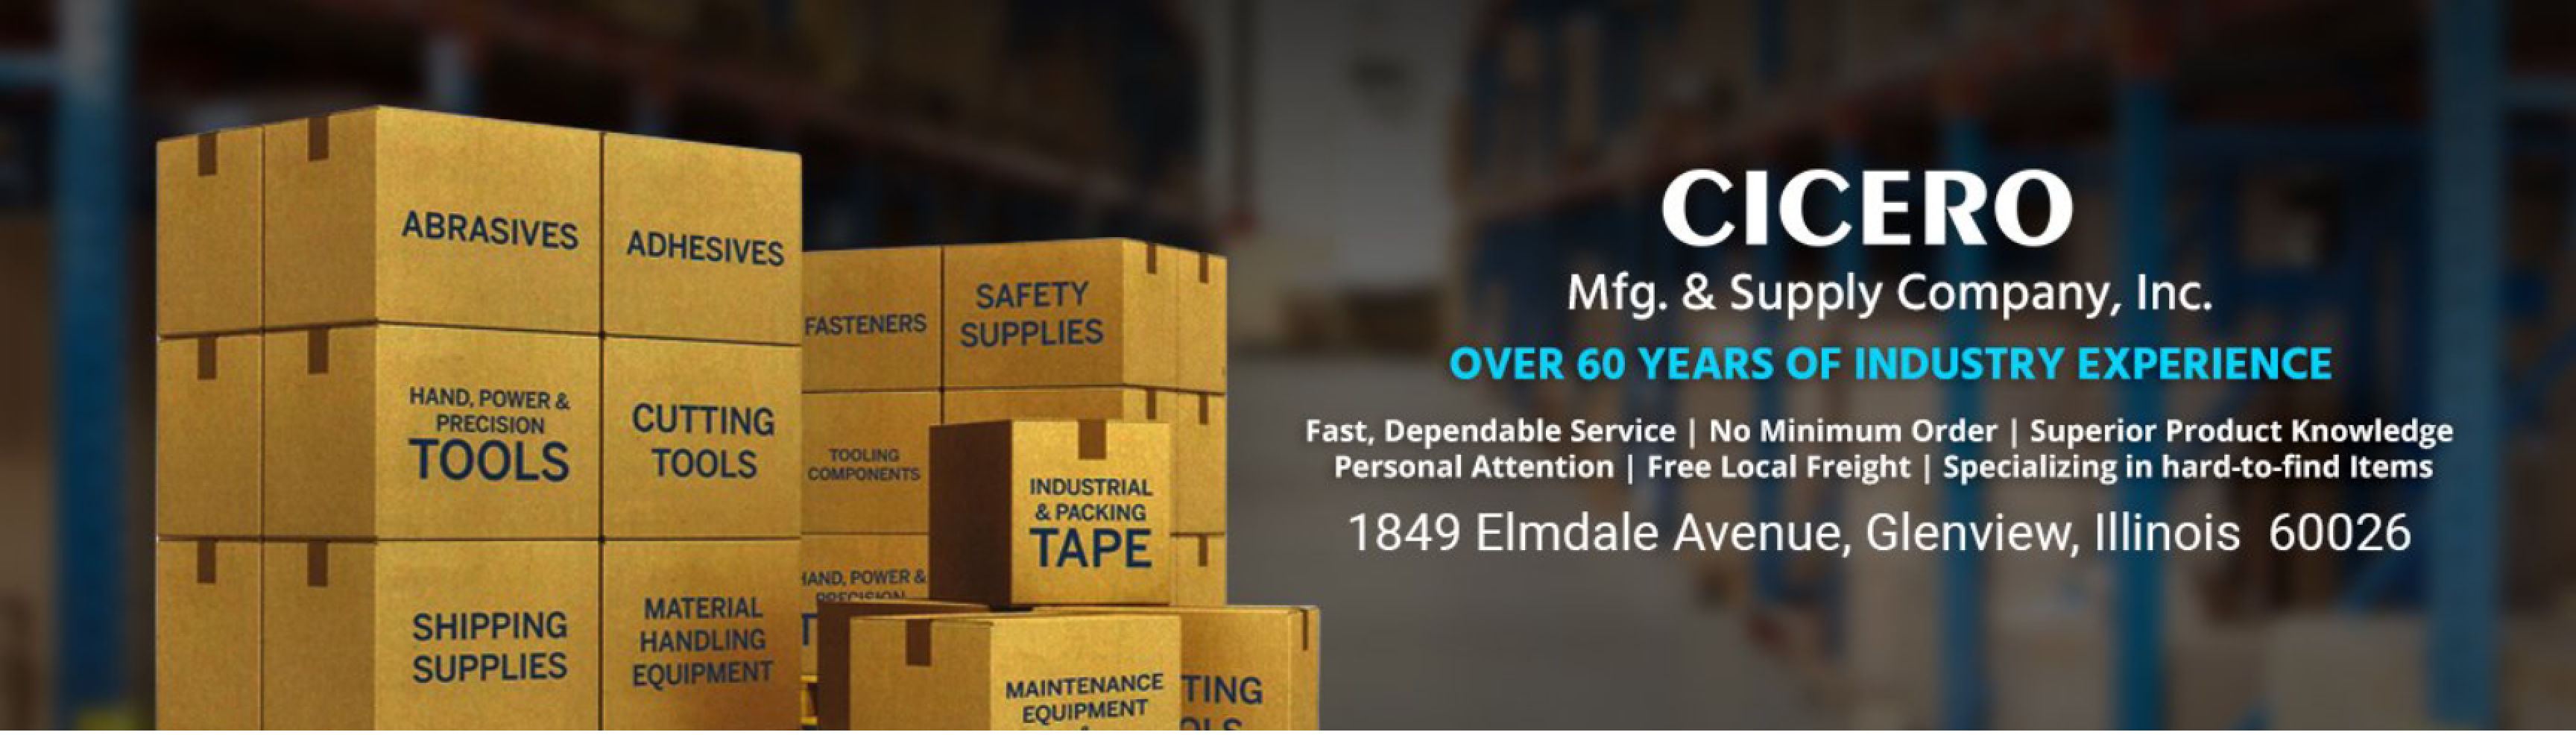 ABRASIVES
ADHESIVES
HAND, POWER &
PRECISION
TOOLS
CUTTING
TOOLS
SHIPPING
SUPPLIES
MATERIAL
HANDLING
EQUIPMENT
FASTENERS
SAFETY
SUPPLIES
TOOLING
COMPONENTS
HAND, POWER &
PRECISION
INDUSTRIAL
& PACKING
TAPE
MAINTENANCE
EQUIPMENT
CICERO
Mfg. & Supply Company, Inc.
OVER 60 YEARS OF INDUSTRY EXPERIENCE
Fast, Dependable Service | No Minimum Order | Superior Product Knowledge
Personal Attention | Free Local Freight | Specializing in hard-to-find Items
1849 Elmdale Avenue, Glenview, Illinois 60026